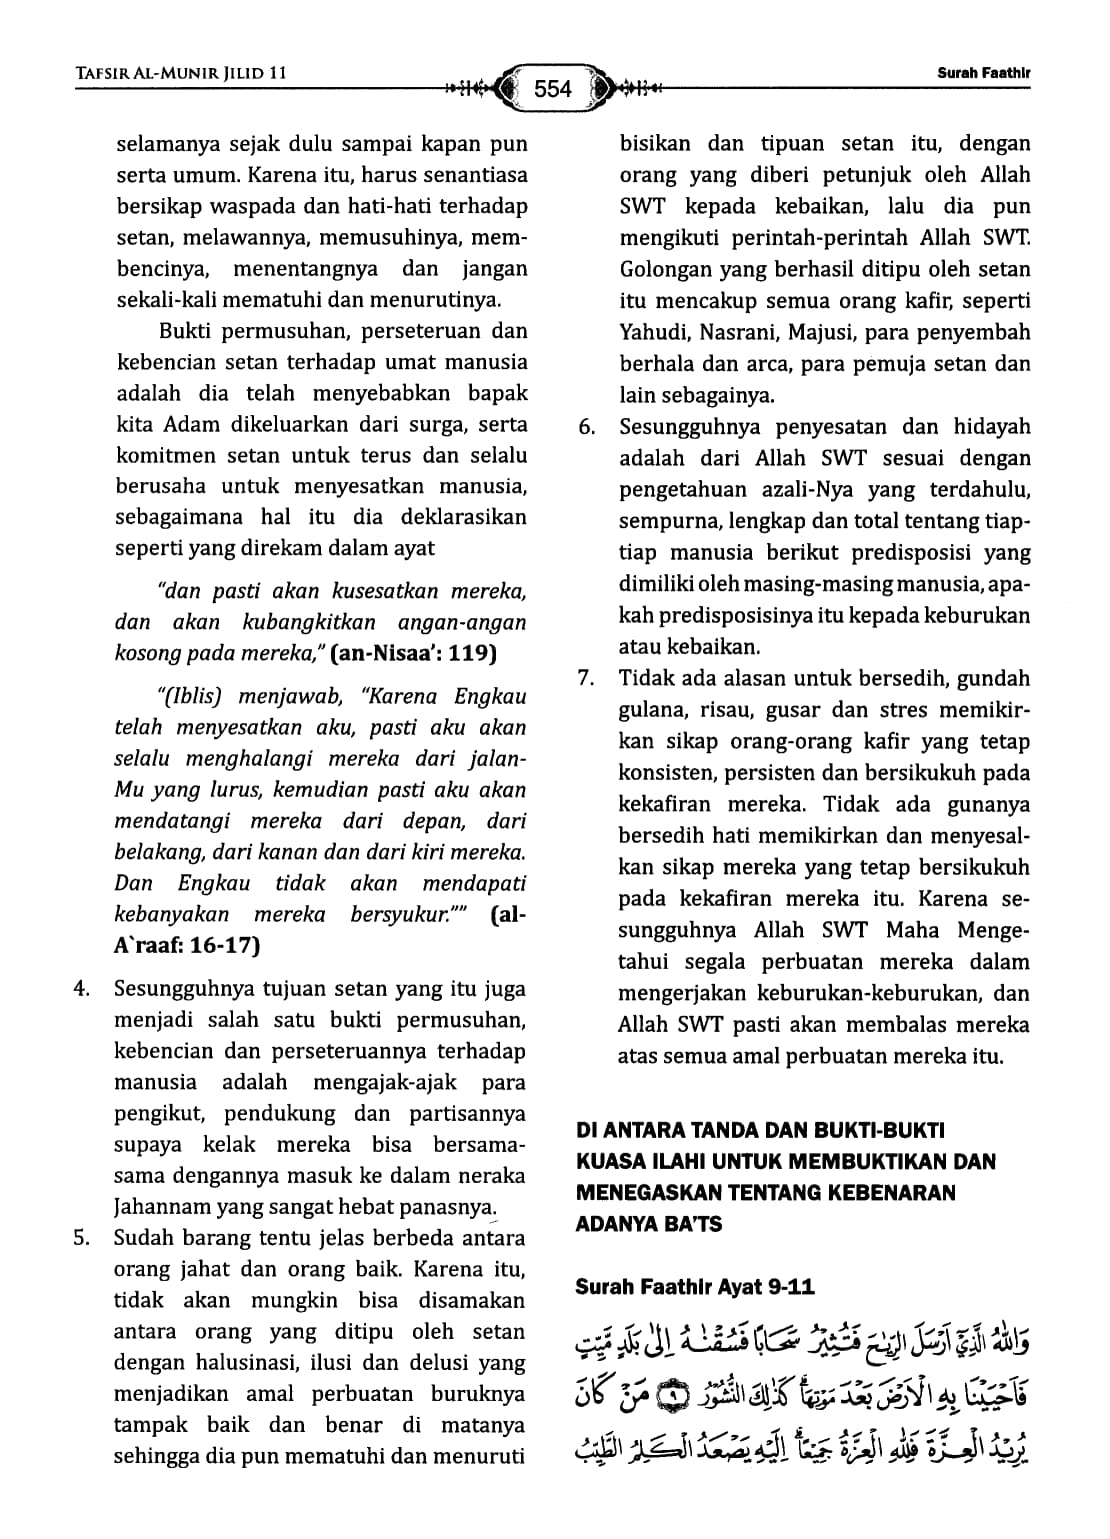 TAFSIR AL-MUNIR JILID 11
554
Surah Faathir
selamanya sejak dulu sampai kapan pun
serta umum. Karena itu, harus senantiasa
bersikap waspada dan hati-hati terhadap
setan, melawannya, memusuhinya, mem-
bencinya, menentangnya dan jangan
sekali-kali mematuhi dan menurutinya.
Bukti permusuhan, perseteruan dan
kebencian setan terhadap umat manusia
adalah dia telah menyebabkan bapak
kita Adam dikeluarkan dari surga, serta
komitmen setan untuk terus dan selalu
berusaha untuk menyesatkan manusia,
sebagaimana hal itu dia deklarasikan
seperti yang direkam dalam ayat
"dan pasti akan kusesatkan mereka,
dan akan kubangkitkan angan-angan
kosong pada mereka," (an-Nisaa': 119)
"(Iblis) menjawab, "Karena Engkau
telah menyesatkan aku, pasti aku akan
selalu menghalangi mereka dari jalan-
Mu yang lurus, kemudian pasti aku akan
mendatangi mereka dari depan, dari
belakang, dari kanan dan dari kiri mereka.
Dan Engkau tidak akan mendapati
kebanyakan mereka bersyukur."" (al-
A`raaf: 16-17)
4. Sesungguhnya tujuan setan yang itu juga
menjadi salah satu bukti permusuhan,
kebencian dan perseteruannya terhadap
manusia adalah mengajak-ajak para
pengikut, pendukung dan partisannya
supaya kelak mereka bisa bersama-
sama dengannya masuk ke dalam neraka
Jahannam yang sangat hebat panasnya.
5. Sudah barang tentu jelas berbeda antara
orang jahat dan orang baik. Karena itu,
tidak akan mungkin bisa disamakan
antara orang yang ditipu oleh setan
dengan halusinasi, ilusi dan delusi yang
menjadikan amal perbuatan buruknya
tampak baik dan benar di matanya
sehingga dia pun mematuhi dan menuruti
bisikan dan tipuan setan itu, dengan
orang yang diberi petunjuk oleh Allah
SWT kepada kebaikan, lalu dia pun
mengikuti perintah-perintah Allah SWT.
Golongan yang berhasil ditipu oleh setan
itu mencakup semua orang kafir, seperti
Yahudi, Nasrani, Majusi, para penyembah
berhala dan arca, para pemuja setan dan
lain sebagainya.
6. Sesungguhnya penyesatan dan hidayah
adalah dari Allah SWT sesuai dengan
pengetahuan azali-Nya yang terdahulu,
sempurna, lengkap dan total tentang tiap-
tiap manusia berikut predisposisi yang
dimiliki oleh masing-masing manusia, apa-
kah predisposisinya itu kepada keburukan
atau kebaikan.
7. Tidak ada alasan untuk bersedih, gundah
gulana, risau, gusar dan stres memikir-
kan sikap orang-orang kafir yang tetap
konsisten, persisten dan bersikukuh pada
kekafiran mereka. Tidak ada gunanya
bersedih hati memikirkan dan menyesal-
kan sikap mereka yang tetap bersikukuh
pada kekafiran mereka itu. Karena se-
sungguhnya Allah SWT Maha Menge-
tahui segala perbuatan mereka dalam
mengerjakan keburukan-keburukan, dan
Allah SWT pasti akan membalas mereka
atas semua amal perbuatan mereka itu.
DI ANTARA TANDA DAN BUKTI-BUKTI
KUASA ILAHI UNTUK MEMBUKTIKAN DAN
MENEGASKAN TENTANG KEBENARAN
ADANYA BA'TS
Surah Faathir Ayat 9-11
وَاللّٰهُ الَّذِيْٓ اَرْسَلَ الرِّيٰحَ فَتُثِيْرُ سَحَابًا فَسُقْنٰهُ اِلٰى بَلَدٍ مَّيِّتٍ
فَاَحْيَيْنَا بِهِ الْاَرْضَ بَعْدَ مَوْتِهَاۗ كَذٰلِكَ النُّشُوْرُ ۝٩ مَنْ كَانَ
يُرِيْدُ الْعِزَّةَ فَلِلّٰهِ الْعِزَّةُ جَمِيْعًاۗ اِلَيْهِ يَصْعَدُ الْكَلِمُ الطَّيِّبُ